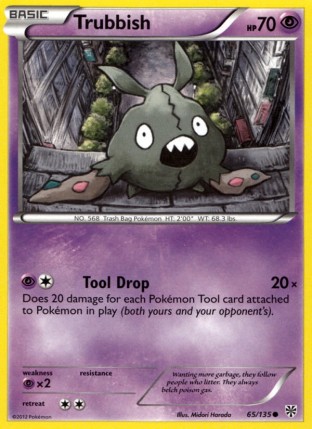 BASIC
Trubbish
HP70
NO. 568 Trash Bag Pokémon HT. 2'00" WT. 68.3 lbs.
Tool Drop 20×
Does 20 damage for each Pokémon Tool card attached
to Pokémon in play (both yours and your opponent's).
weakness
resistance
×2
retreat
Wanting more garbage, they follow
people who litter. They always
belch poison gas.
©2013 Pokémon
Illus. Midori Harada
65/135